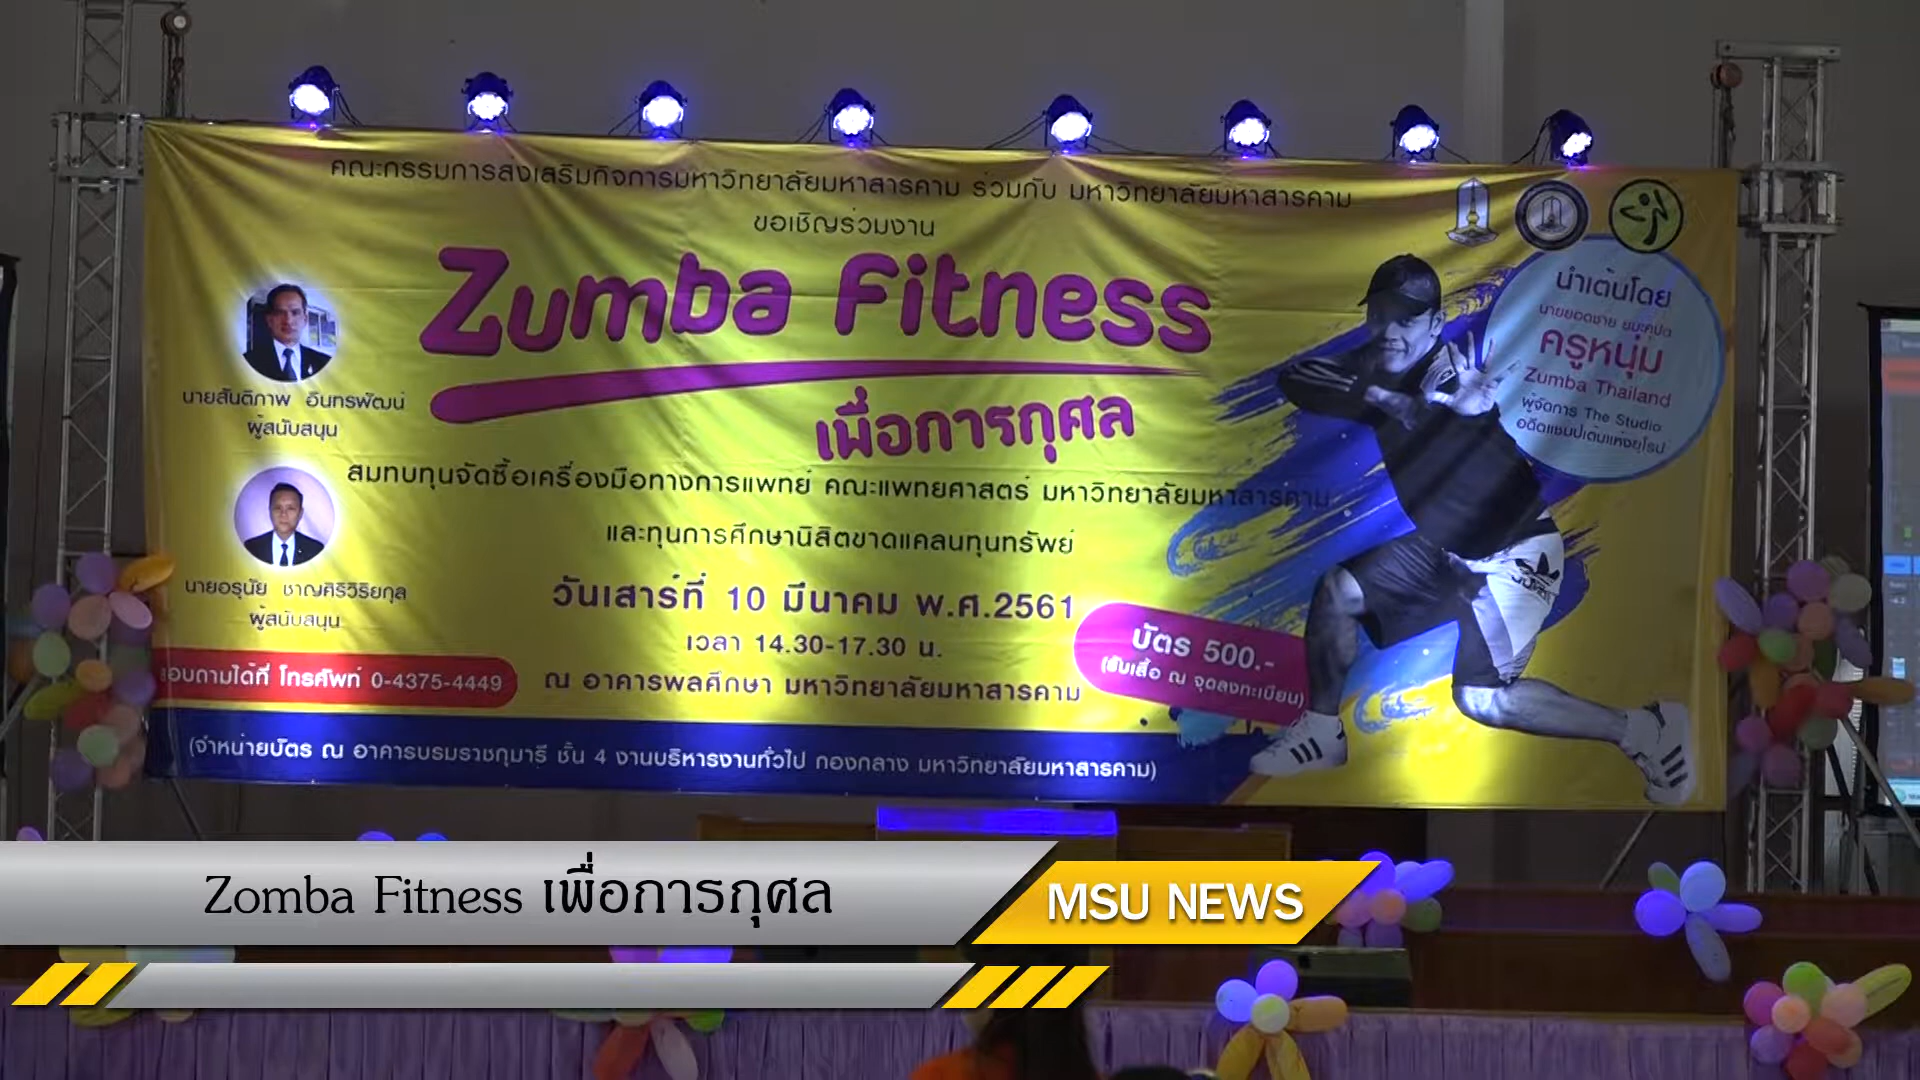 คณะกรรมการส่งเสริมกิจการมหาวิทยาลัยมหาสารคาม ร่วมกับ มหาวิทยาลัยมหาสารคาม
ขอเชิญร่วมงาน
Zumba Fitness
เพื่อการกุศล
สมทบทุนจัดซื้อเครื่องมือทางการแพทย์ คณะแพทยศาสตร์ มหาวิทยาลัยมหาสารคาม
และทุนการศึกษานิสิตขาดแคลนทุนทรัพย์
วันเสาร์ที่ 10 มีนาคม พ.ศ.2561
เวลา 14.30-17.30 น.
ณ อาคารพลศึกษา มหาวิทยาลัยมหาสารคาม
นายสันติภาพ อินทรพัฒน์
ผู้สนับสนุน
นายอรุนัย ชาญศิริวิริยกุล
ผู้สนับสนุน
สอบถามได้ที่ โทรศัพท์ 0-4375-4449
นำเต้นโดย
นายยอดชาย
ครูหนุ่ม
Zumba Thailand
ผู้จัดการ The Studio
อดีตแชมป์เต้นแห่งยุโรป
บัตร 500.-
(รับเสื้อ ณ จุดลงทะเบียน)
(จำหน่ายบัตร ณ อาคารบรมราชกุมารี ชั้น 4 งานบริหารงานทั่วไป กองกลาง มหาวิทยาลัยมหาสารคาม)
Zomba Fitness เพื่อการกุศล
MSU NEWS